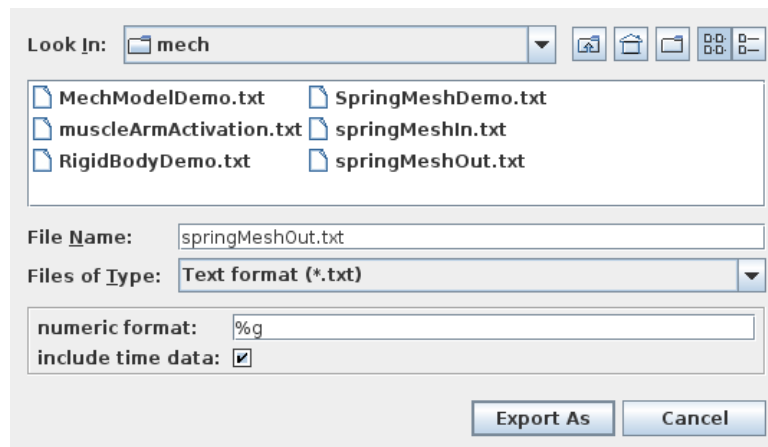 Look In: mech
MechModelDemo.txt SpringMeshDemo.txt
muscleArmActivation.txt springMeshIn.txt
RigidBodyDemo.txt springMeshOut.txt
File Name: springMeshOut.txt
Files of Type: Text format (*.txt)
numeric format: %g
include time data:
Export As Cancel